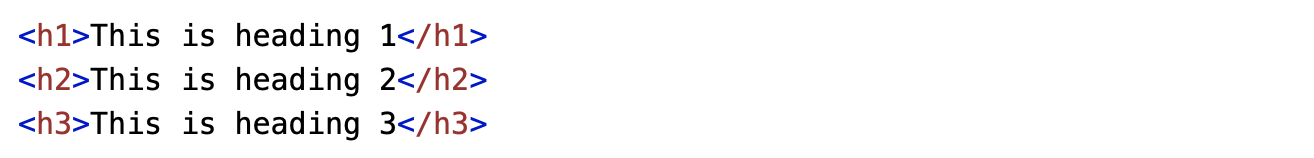 <h1>This is heading 1</h1>
<h2>This is heading 2</h2>
<h3>This is heading 3</h3>